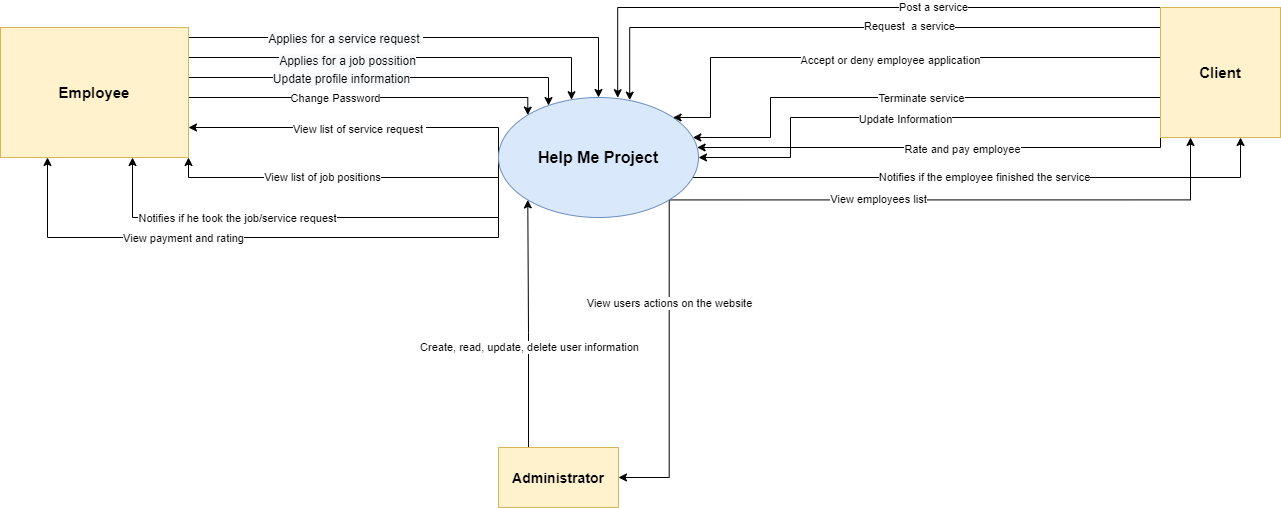 Post a service
Request  a service
Applies for a service request
Applies for a job possition
Accept or deny employee application
Employee
Client
Update profile information
Change Password
Terminate service
Update Information
View list of service request
Rate and pay employee
Help Me Project
View list of job positions
Notifies if the employee finished the service
View employees list
Notifies if he took the job/service request
View payment and rating
View users actions on the website
Create, read, update, delete user information
Administrator